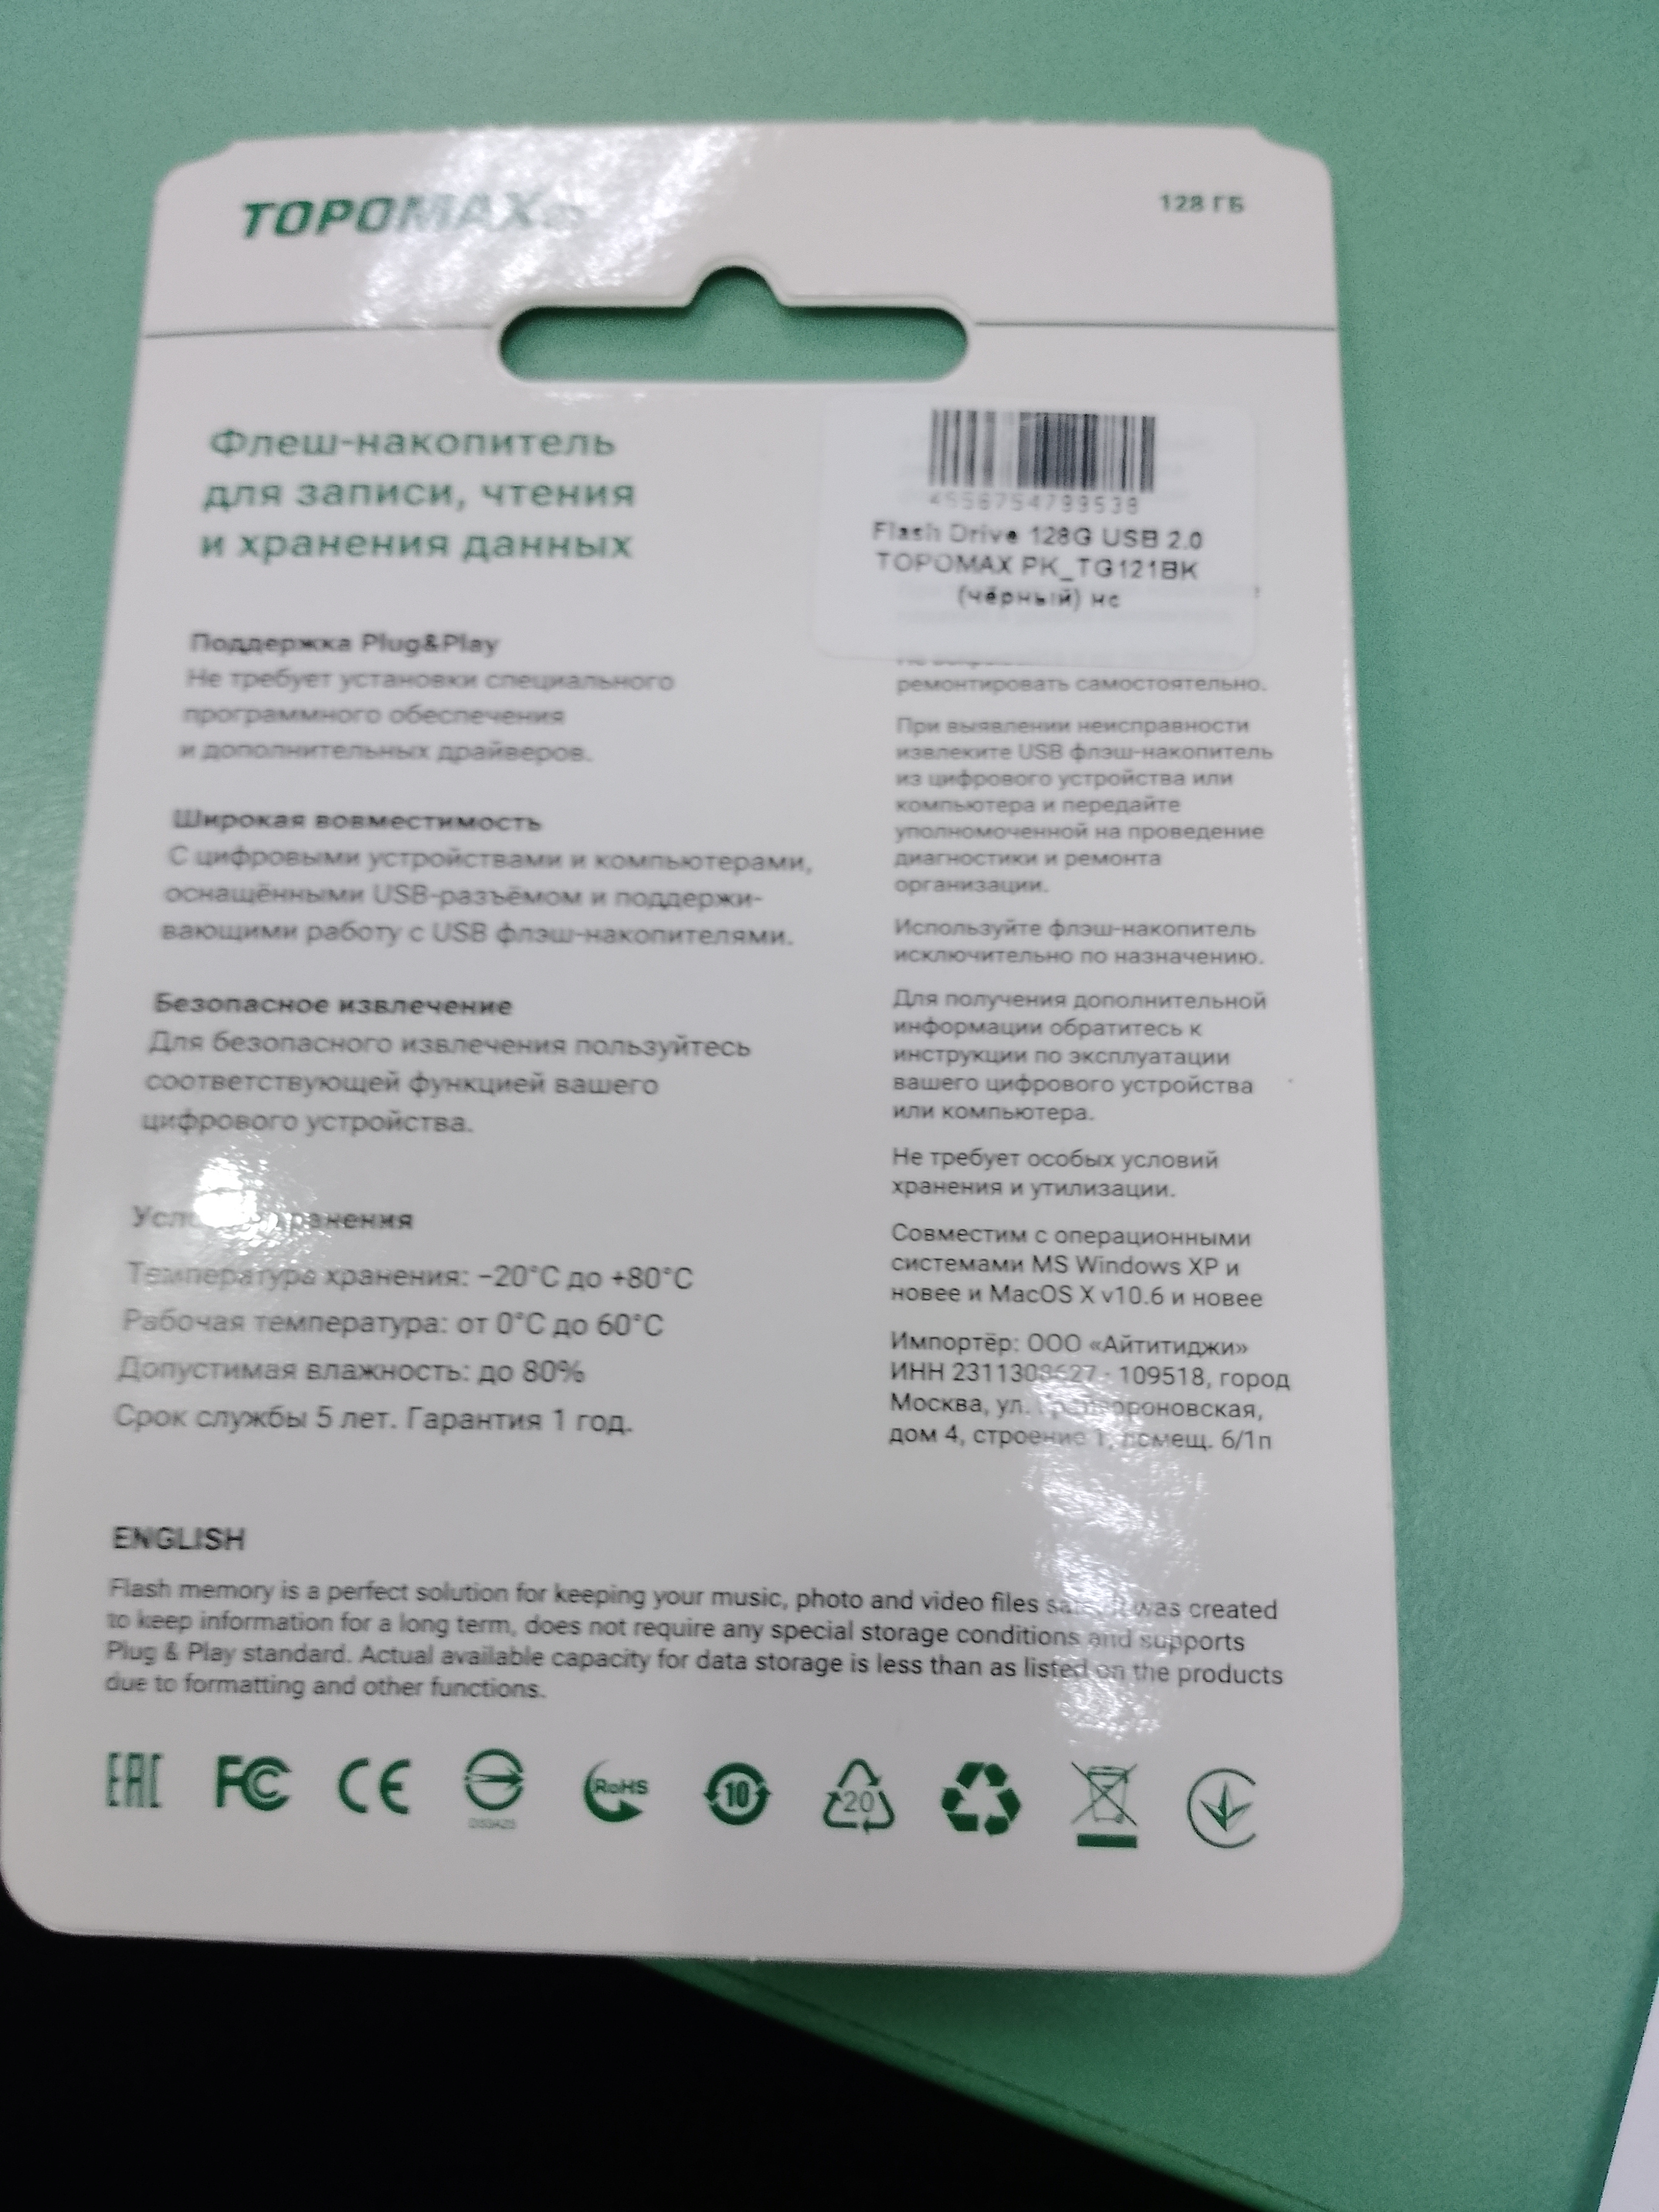 TOPOMAX
128 ГБ
Флеш-накопитель
для записи, чтения
и хранения данных
Flash Drive 128G USB 2.0
TOPOMAX PK_TG121BK
(чёрный) нс
Поддержка Plug&Play
Не требует установки специального
программного обеспечения
и дополнительных драйверов.
Широкая вовместимость
С цифровыми устройствами и компьютерами,
оснащёнными USB-разъёмом и поддержи-
вающими работу с USB флэш-накопителями.
Безопасное извлечение
Для безопасного извлечения пользуйтесь
соответствующей функцией вашего
цифрового устройства.
Температура хранения: −20°C до +80°C
Рабочая температура: от 0°C до 60°C
Допустимая влажность: до 80%
Срок службы 5 лет. Гарантия 1 год.
ремонтировать самостоятельно.
При выявлении неисправности
извлеките USB флэш-накопитель
из цифрового устройства или
компьютера и передайте
уполномоченной на проведение
диагностики и ремонта
организации.
Используйте флэш-накопитель
исключительно по назначению.
Для получения дополнительной
информации обратитесь к
инструкции по эксплуатации
вашего цифрового устройства
или компьютера.
Не требует особых условий
хранения и утилизации.
Совместим с операционными
системами MS Windows XP и
новее и MacOS X v10.6 и новее
Импортёр: ООО «Айтитиджи»
ИНН 109518, город
Москва, ул.
дом 4, строение 1, помещ. 6/1п
ENGLISH
Flash memory is a perfect solution for keeping your music, photo and video files was created
to keep information for a long term, does not require any special storage conditions and supports
Plug & Play standard. Actual available capacity for data storage is less than as listed on the products
due to formatting and other functions.
EAC FC CE RoHS 10 20